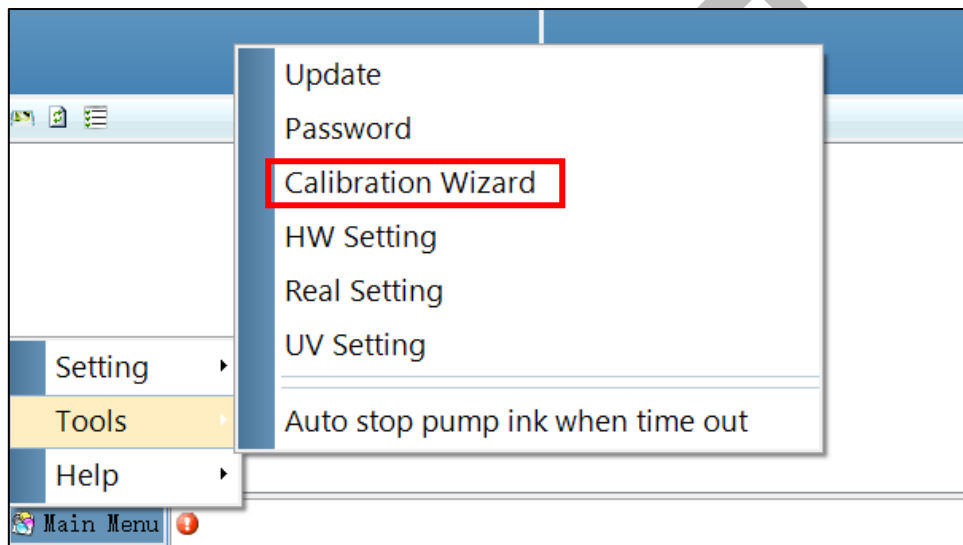 Update
Password
Calibration Wizard
HW Setting
Real Setting
UV Setting
Auto stop pump ink when time out
Setting
Tools
Help
Main Menu